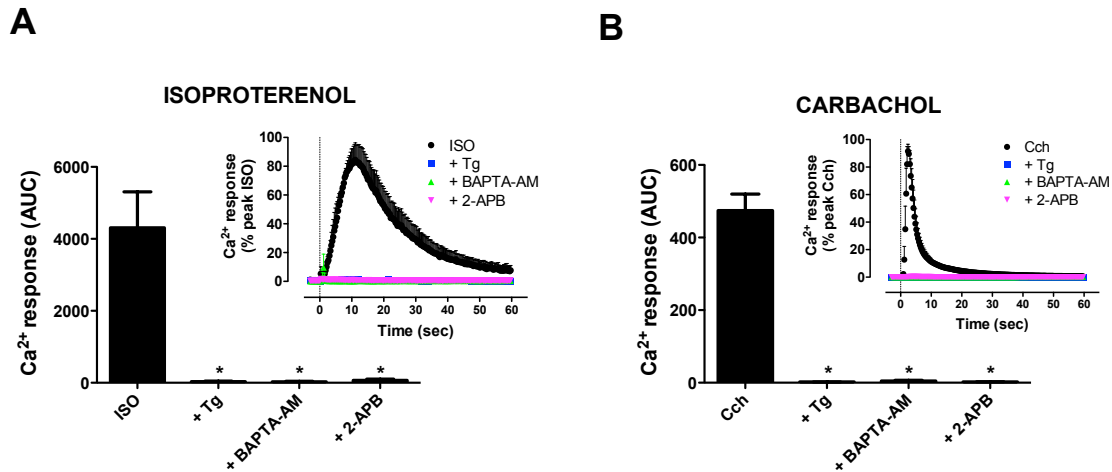 A
ISOPROTERENOL
Ca2+ response (AUC)
6000
4000
2000
0
ISO
+ Tg
+ BAPTA-AM
+ 2-APB
*
*
*
Ca2+ response
(% peak ISO)
100
80
60
40
20
0
0 10 20 30 40 50 60
Time (sec)
ISO
+ Tg
+ BAPTA-AM
+ 2-APB
B
CARBACHOL
Ca2+ response (AUC)
600
400
200
0
Cch
+ Tg
+ BAPTA-AM
+ 2-APB
*
*
*
Ca2+ response
(% peak Cch)
100
80
60
40
20
0
0 10 20 30 40 50 60
Time (sec)
Cch
+ Tg
+ BAPTA-AM
+ 2-APB